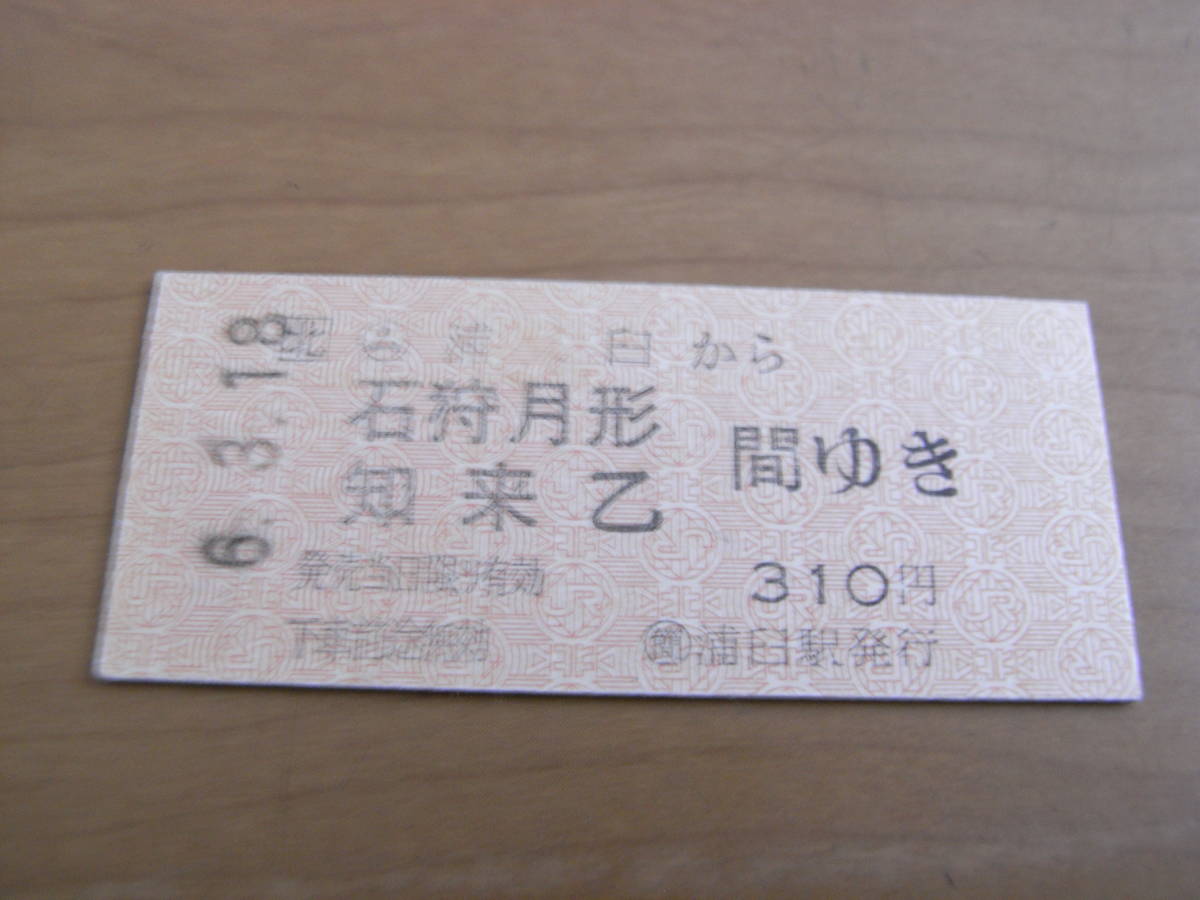 6. 3. 18
浦 臼 から
石狩月形
知来乙
間ゆき
発売当日限り有効
310円
下車前途無効
浦臼駅発行